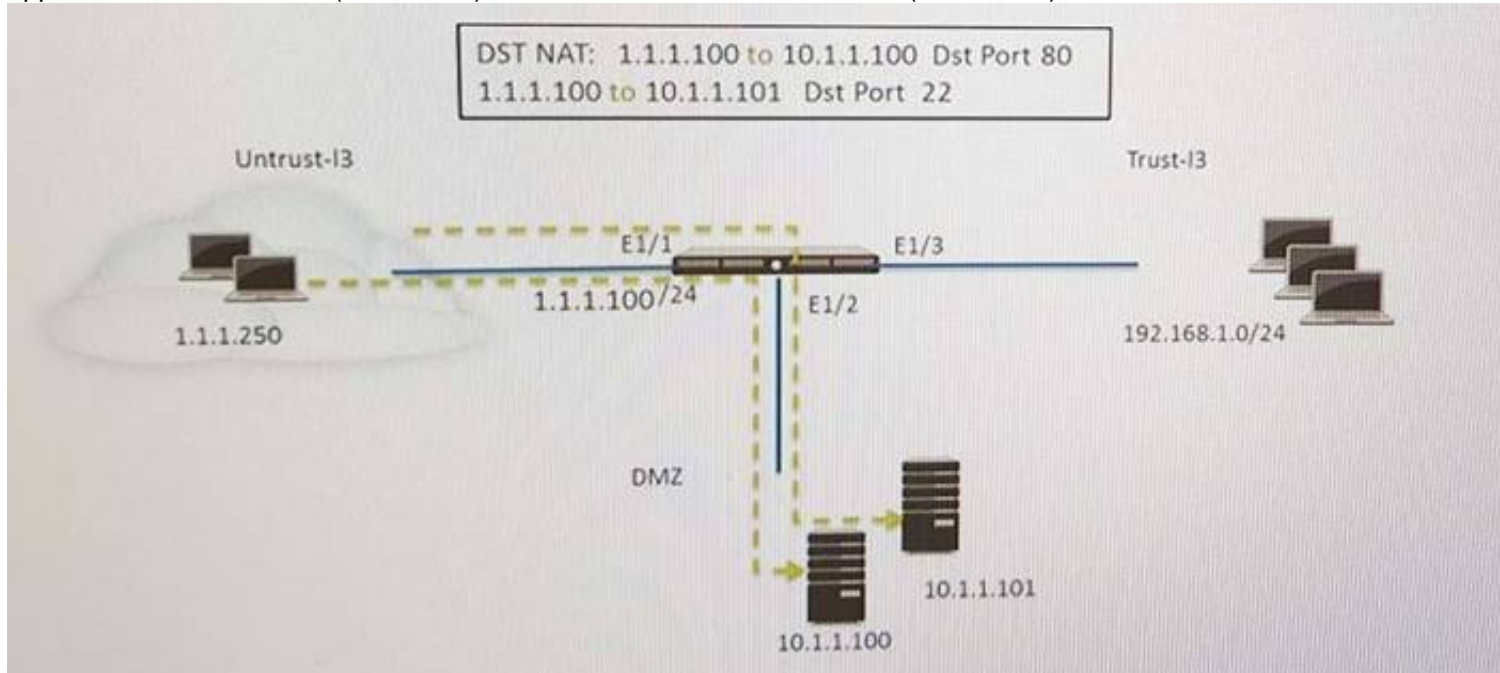 DST NAT: 1.1.1.100 to 10.1.1.100 Dst Port 80
1.1.1.100 to 10.1.1.101 Dst Port 22
Untrust-l3
Trust-l3
E1/1
E1/3
1.1.1.100/24
E1/2
1.1.1.250
192.168.1.0/24
DMZ
10.1.1.101
10.1.1.100